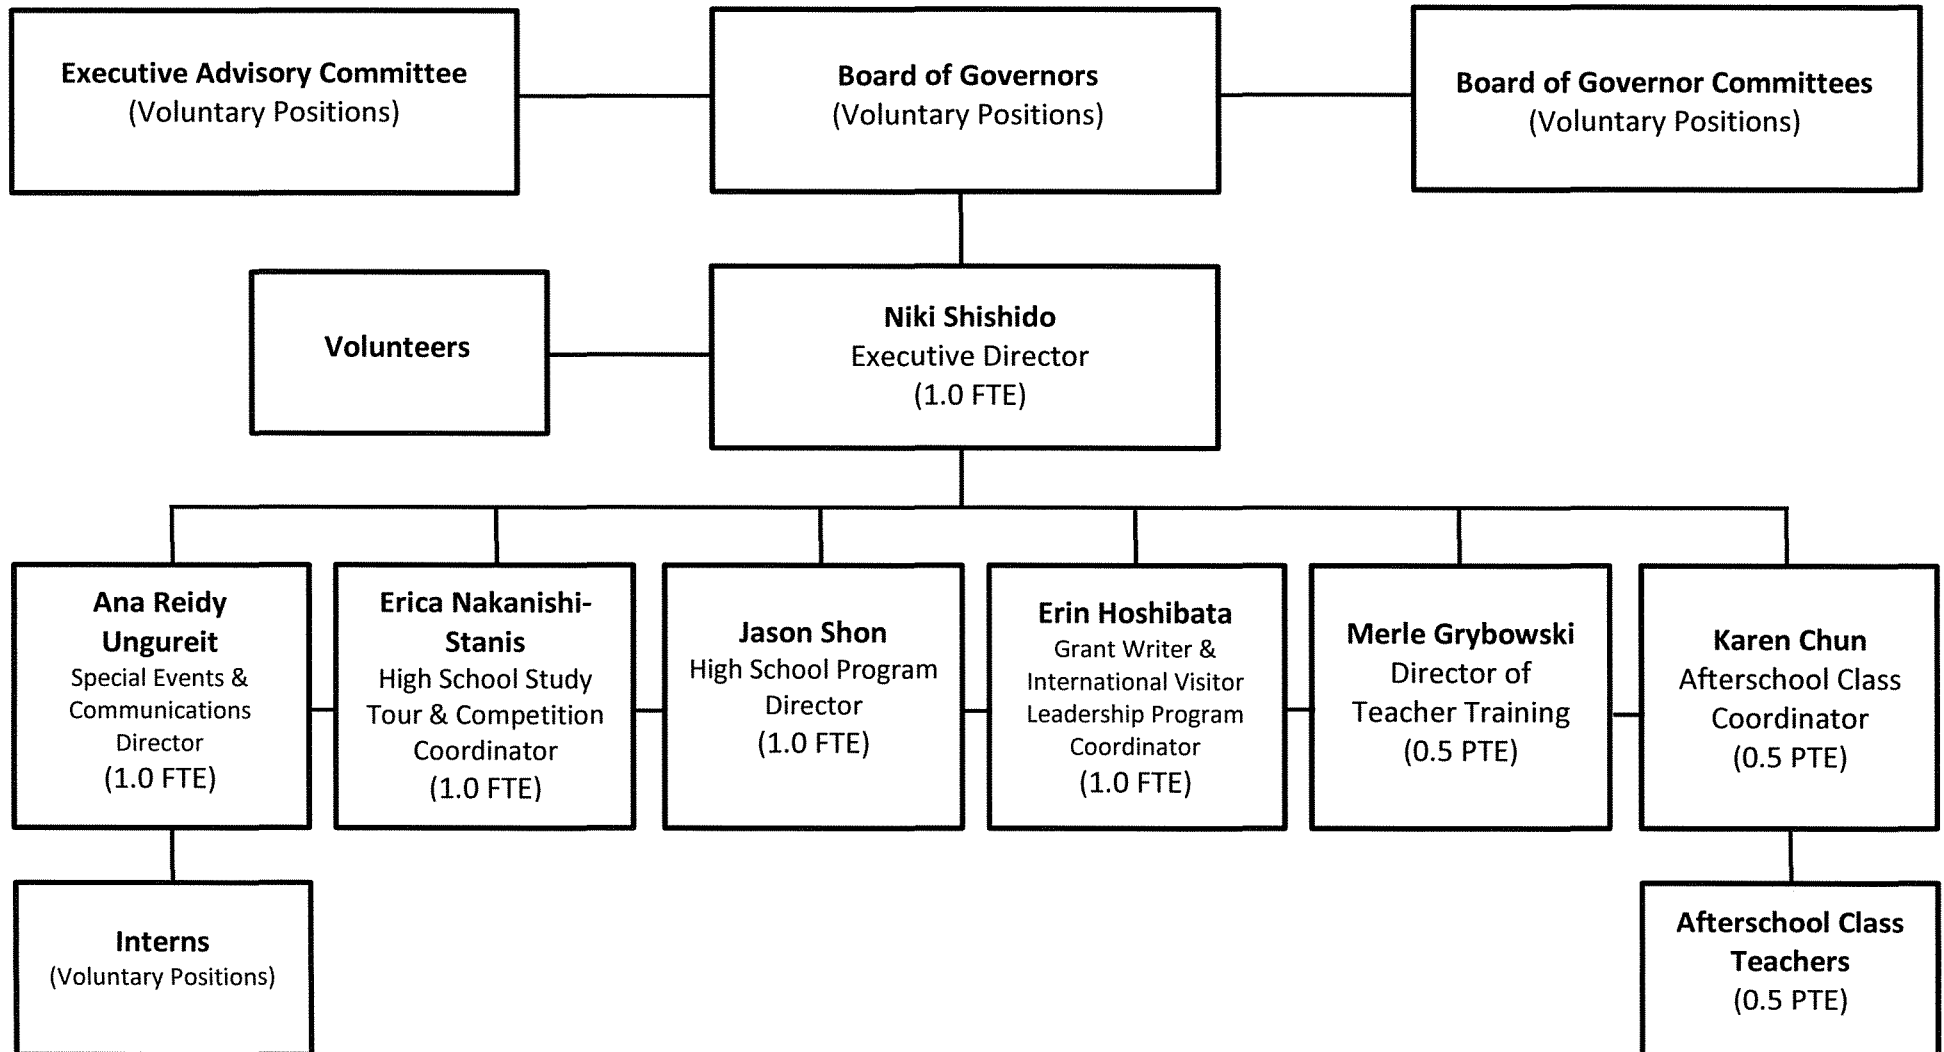 Executive Advisory Committee
(Voluntary Positions)
Board of Governors
(Voluntary Positions)
Board of Governor Committees
(Voluntary Positions)
Volunteers
Niki Shishido
Executive Director
(1.0 FTE)
Ana Reidy
Ungureit
Special Events &
Communications
Director
(1.0 FTE)
Erica Nakanishi-
Stanis
High School Study
Tour & Competition
Coordinator
(1.0 FTE)
Jason Shon
High School Program
Director
(1.0 FTE)
Erin Hoshibata
Grant Writer &
International Visitor
Leadership Program
Coordinator
(1.0 FTE)
Merle Grybowski
Director of
Teacher Training
(0.5 PTE)
Karen Chun
Afterschool Class
Coordinator
(0.5 PTE)
Interns
(Voluntary Positions)
Afterschool Class
Teachers
(0.5 PTE)